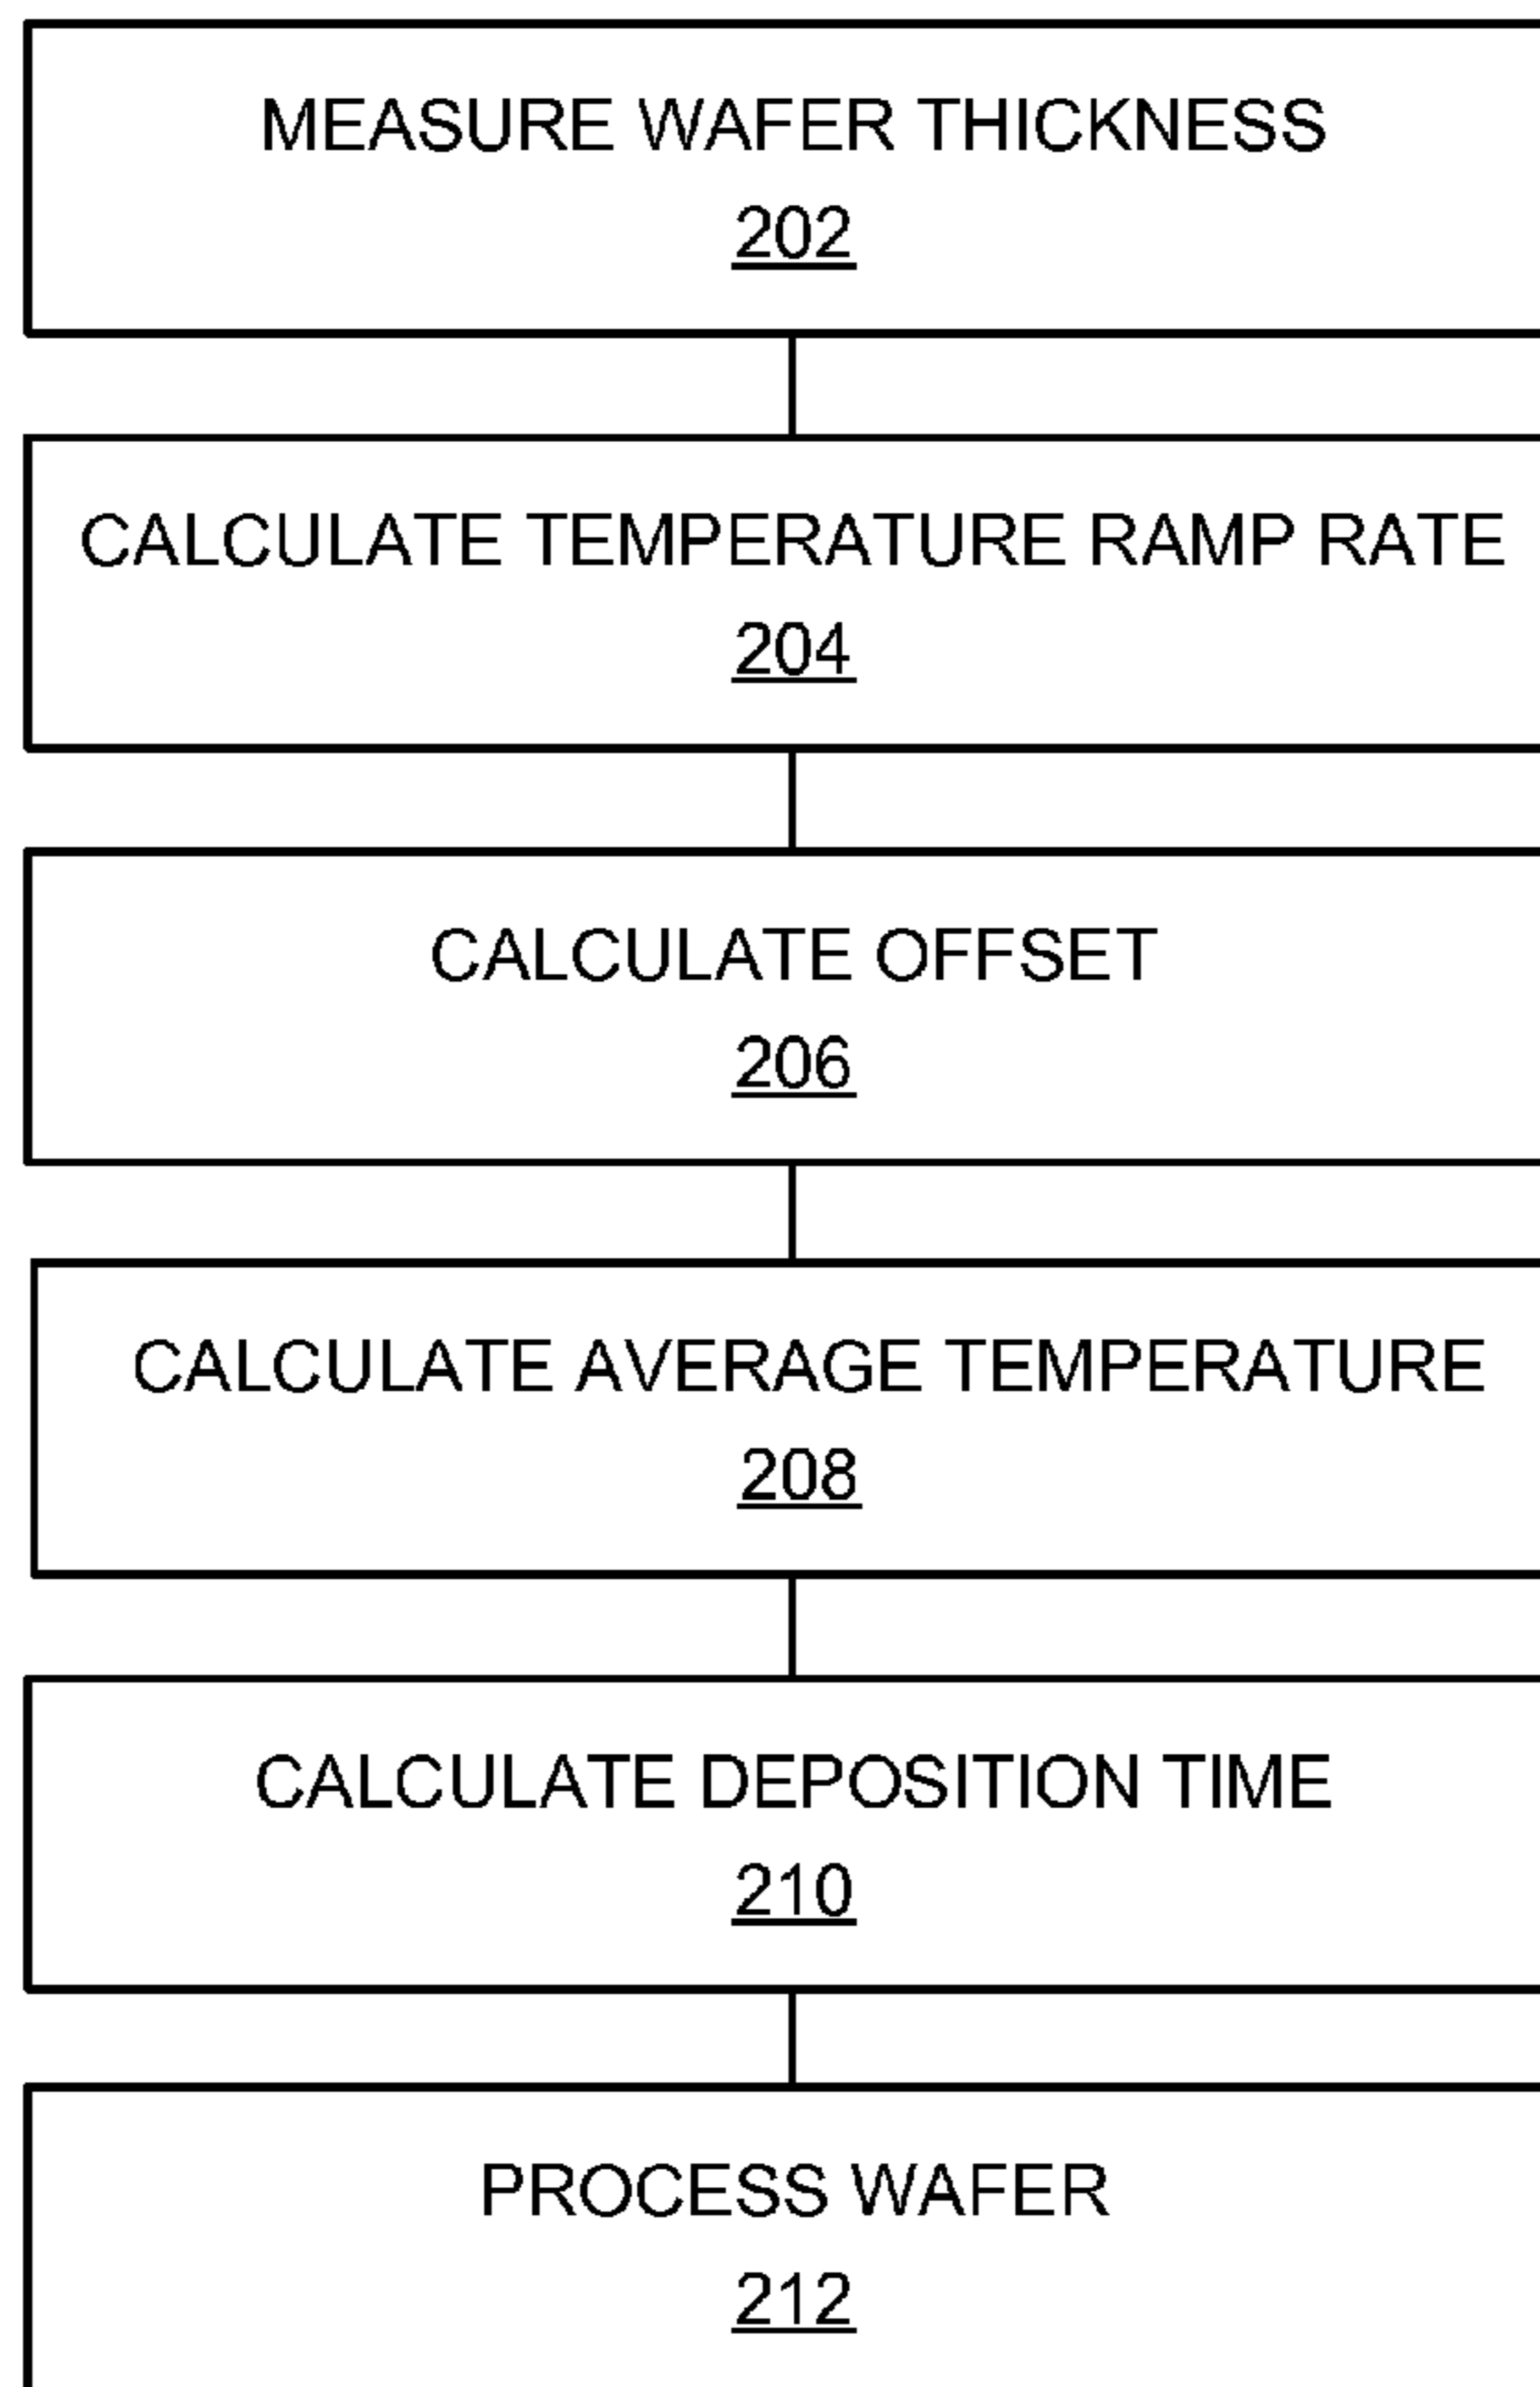 MEASURE WAFER THICKNESS
202
CALCULATE TEMPERATURE RAMP RATE
204
CALCULATE OFFSET
206
CALCULATE AVERAGE TEMPERATURE
208
CALCULATE DEPOSITION TIME
210
PROCESS WAFER
212